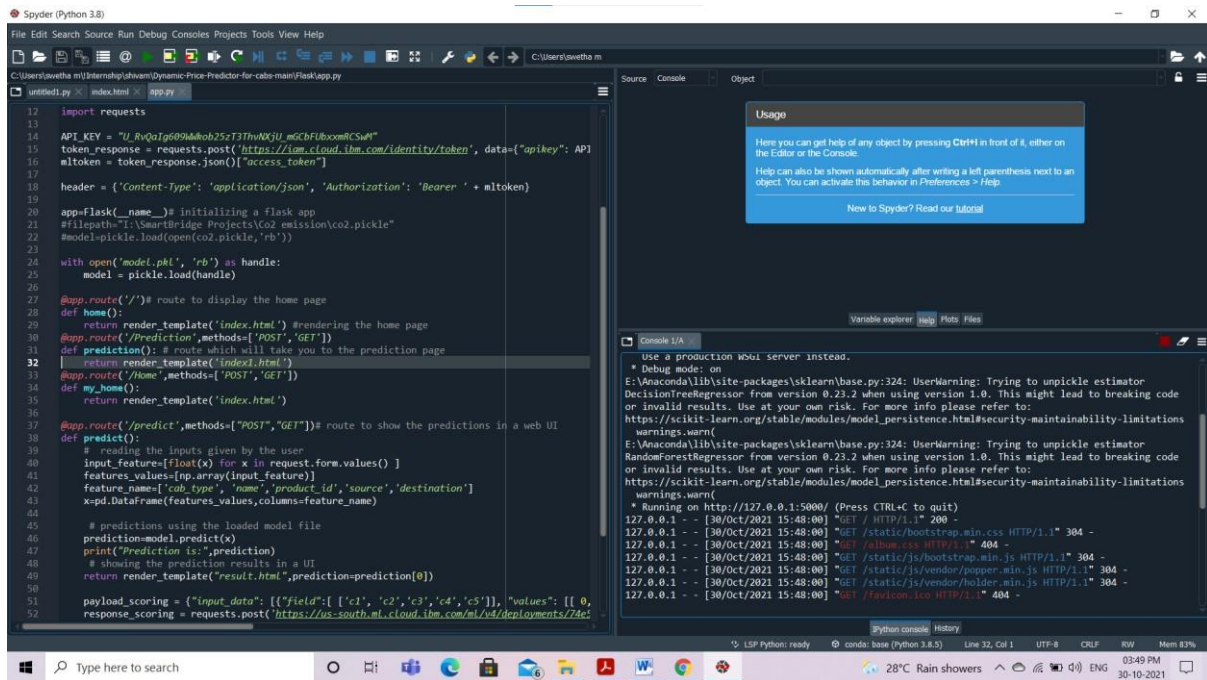 Spyder (Python 3.8)
File Edit Search Source Run Debug Consoles Projects Tools View Help
C:\Users\swetha m
C:\Users\swetha m\!Internship\shivam\Dynamic-Price-Predictor-for-cabs-main\Flask\app.py
untitled1.py index.html app.py
12 import requests
13
14 API_KEY =
15 token_response = requests.post('https://iam.cloud.ibm.com/identity/token', data={"apikey": API
16 mltoken = token_response.json()["access_token"]
17
18 header = {'Content-Type': 'application/json', 'Authorization': 'Bearer ' + mltoken}
19
20 app=Flask(__name__)# initializing a flask app
21 #filepath="I:\SmartBridge Projects\Co2 emission\co2.pickle"
22 #model=pickle.load(open(co2.pickle,'rb'))
23
24 with open('model.pkl', 'rb') as handle:
25 model = pickle.load(handle)
26
27 @app.route('/')# route to display the home page
28 def home():
29 return render_template('index.html') #rendering the home page
30 @app.route('/Prediction',methods=['POST','GET'])
31 def prediction(): # route which will take you to the prediction page
32 return render_template('index1.html')
33 @app.route('/Home',methods=['POST','GET'])
34 def my_home():
35 return render_template('index.html')
36
37 @app.route('/predict',methods=["POST","GET"])# route to show the predictions in a web UI
38 def predict():
39 # reading the inputs given by the user
40 input_feature=[float(x) for x in request.form.values() ]
41 features_values=[np.array(input_feature)]
42 feature_name=['cab_type', 'name','product_id','source','destination']
43 x=pd.DataFrame(features_values,columns=feature_name)
44
45 # predictions using the loaded model file
46 prediction=model.predict(x)
47 print("Prediction is:",prediction)
48 # showing the prediction results in a UI
49 return render_template("result.html",prediction=prediction[0])
50
51 payload_scoring = {"input_data": [{"field":[ ['c1', 'c2','c3','c4','c5']], "values": [[ 0,
52 response_scoring = requests.post('https://us-south.ml.cloud.ibm.com/ml/v4/deployments/74e
Source Console Object
Usage
Here you can get help of any object by pressing Ctrl+I in front of it, either on
the Editor or the Console.
Help can also be shown automatically after writing a left parenthesis next to an
object. You can activate this behavior in Preferences > Help.
New to Spyder? Read our tutorial
Variable explorer Help Plots Files
Console 1/A
Use a production WSGI server instead.
* Debug mode: on
E:\Anaconda\lib\site-packages\sklearn\base.py:324: UserWarning: Trying to unpickle estimator
DecisionTreeRegressor from version 0.23.2 when using version 1.0. This might lead to breaking code
or invalid results. Use at your own risk. For more info please refer to:
https://scikit-learn.org/stable/modules/model_persistence.html#security-maintainability-limitations
warnings.warn(
E:\Anaconda\lib\site-packages\sklearn\base.py:324: UserWarning: Trying to unpickle estimator
RandomForestRegressor from version 0.23.2 when using version 1.0. This might lead to breaking code
or invalid results. Use at your own risk. For more info please refer to:
https://scikit-learn.org/stable/modules/model_persistence.html#security-maintainability-limitations
warnings.warn(
* Running on http://127.0.0.1:5000/ (Press CTRL+C to quit)
127.0.0.1 - - [30/Oct/2021 15:48:00] "GET / HTTP/1.1" 200 -
127.0.0.1 - - [30/Oct/2021 15:48:00] "GET /static/bootstrap.min.css HTTP/1.1" 304 -
127.0.0.1 - - [30/Oct/2021 15:48:00] "GET /album.css HTTP/1.1" 404 -
127.0.0.1 - - [30/Oct/2021 15:48:00] "GET /static/js/bootstrap.min.js HTTP/1.1" 304 -
127.0.0.1 - - [30/Oct/2021 15:48:00] "GET /static/js/vendor/popper.min.js HTTP/1.1" 304 -
127.0.0.1 - - [30/Oct/2021 15:48:00] "GET /static/js/vendor/holder.min.js HTTP/1.1" 304 -
127.0.0.1 - - [30/Oct/2021 15:48:00] "GET /favicon.ico HTTP/1.1" 404 -
IPython console History
LSP Python: ready conda: base (Python 3.8.5) Line 32, Col 1 UTF-8 CRLF RW Mem 83%
Type here to search
6
28°C Rain showers ENG 03:49 PM
30-10-2021